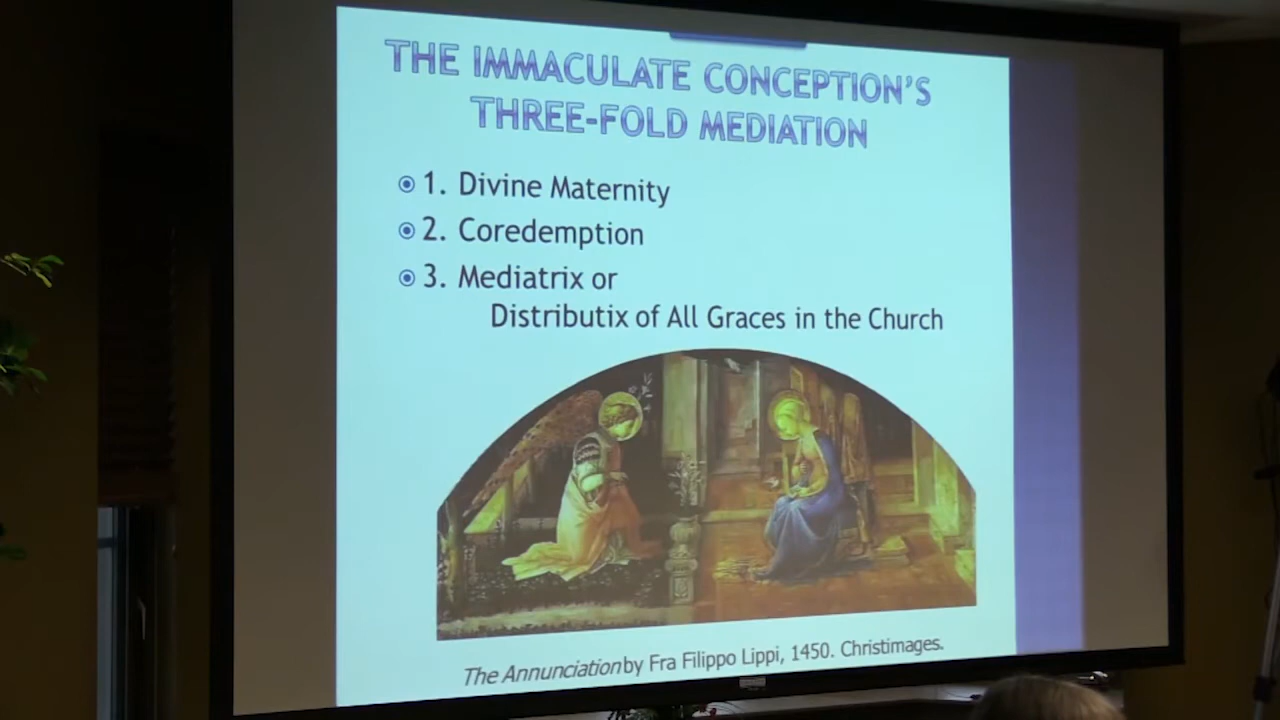 THE IMMACULATE CONCEPTION'S
THREE-FOLD MEDIATION
1. Divine Maternity
2. Coredemption
3. Mediatrix or
Distributix of All Graces in the Church
The Annunciation by Fra Filippo Lippi, 1450. Christimages.